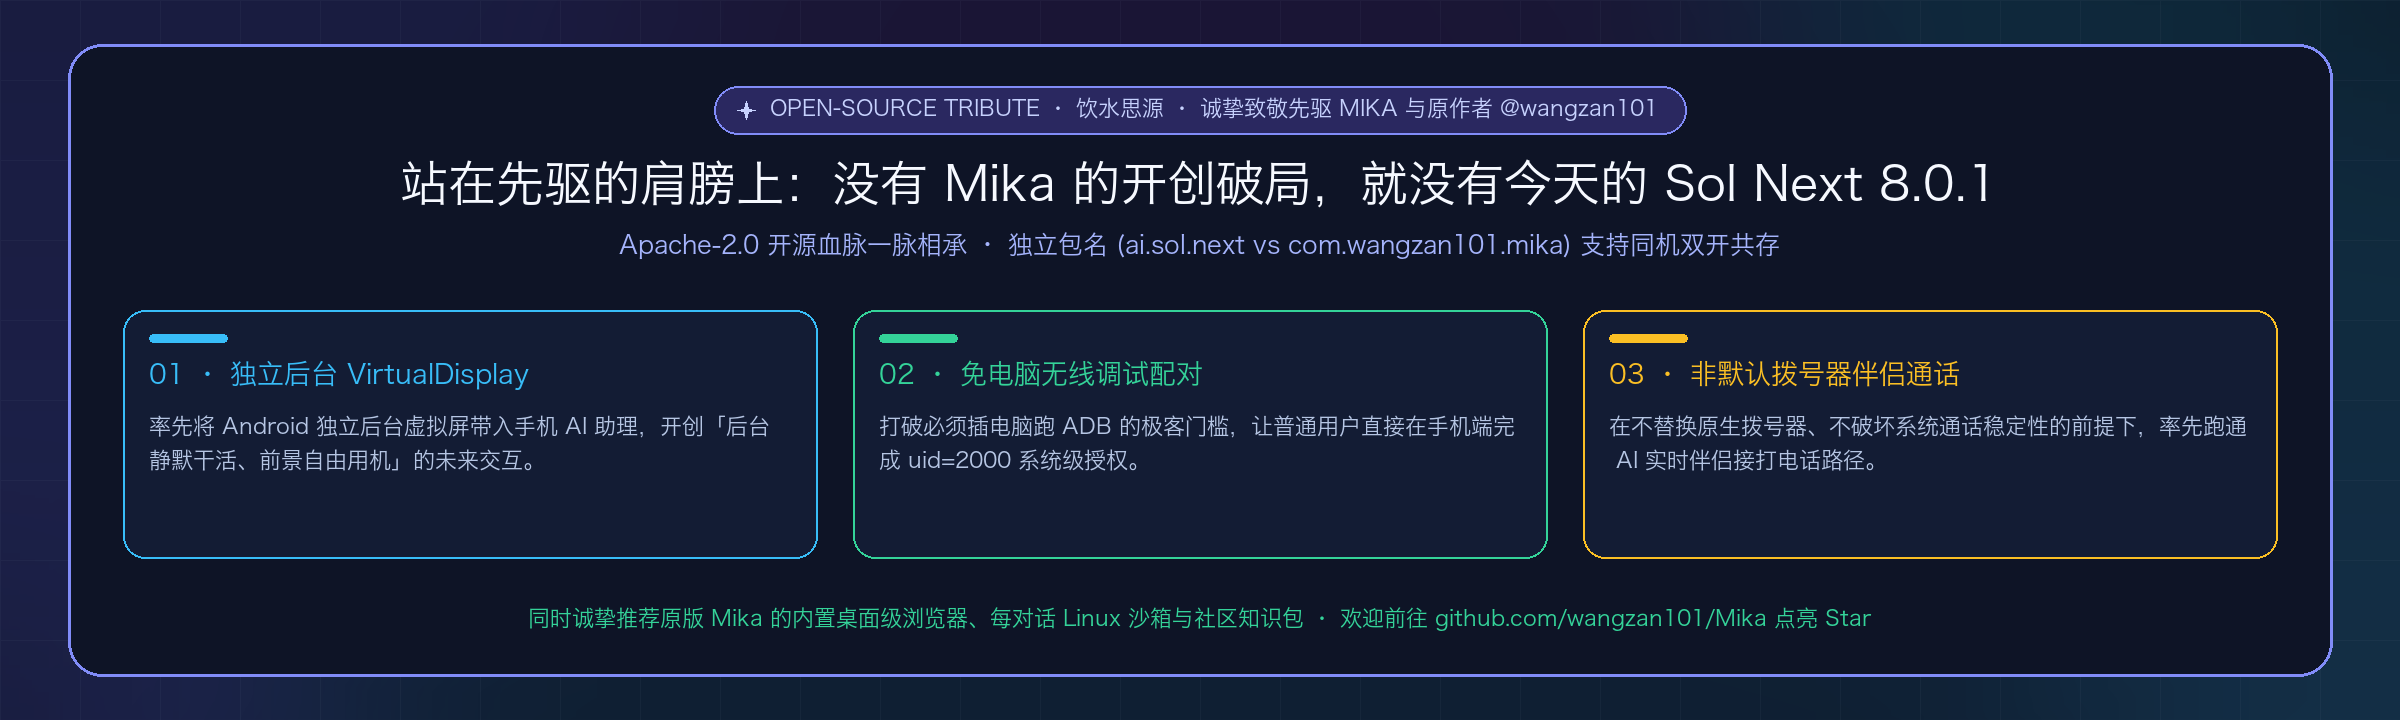 OPEN-SOURCE TRIBUTE · 饮水思源 · 诚挚致敬先驱 MIKA 与原作者 @wangzan101
站在先驱的肩膀上：没有 Mika 的开创破局，就没有今天的 Sol Next 8.0.1
Apache-2.0 开源血脉一脉相承 · 独立包名 (ai.sol.next vs com.wangzan101.mika) 支持同机双开共存
01 · 独立后台 VirtualDisplay
率先将 Android 独立后台虚拟屏带入手机 AI 助理，开创「后台
静默干活、前景自由用机」的未来交互。
02 · 免电脑无线调试配对
打破必须插电脑跑 ADB 的极客门槛，让普通用户直接在手机端完
成 uid=2000 系统级授权。
03 · 非默认拨号器伴侣通话
在不替换原生拨号器、不破坏系统通话稳定性的前提下，率先跑通
AI 实时伴侣接打电话路径。
同时诚挚推荐原版 Mika 的内置桌面级浏览器、每对话 Linux 沙箱与社区知识包 · 欢迎前往 github.com/wangzan101/Mika 点亮 Star